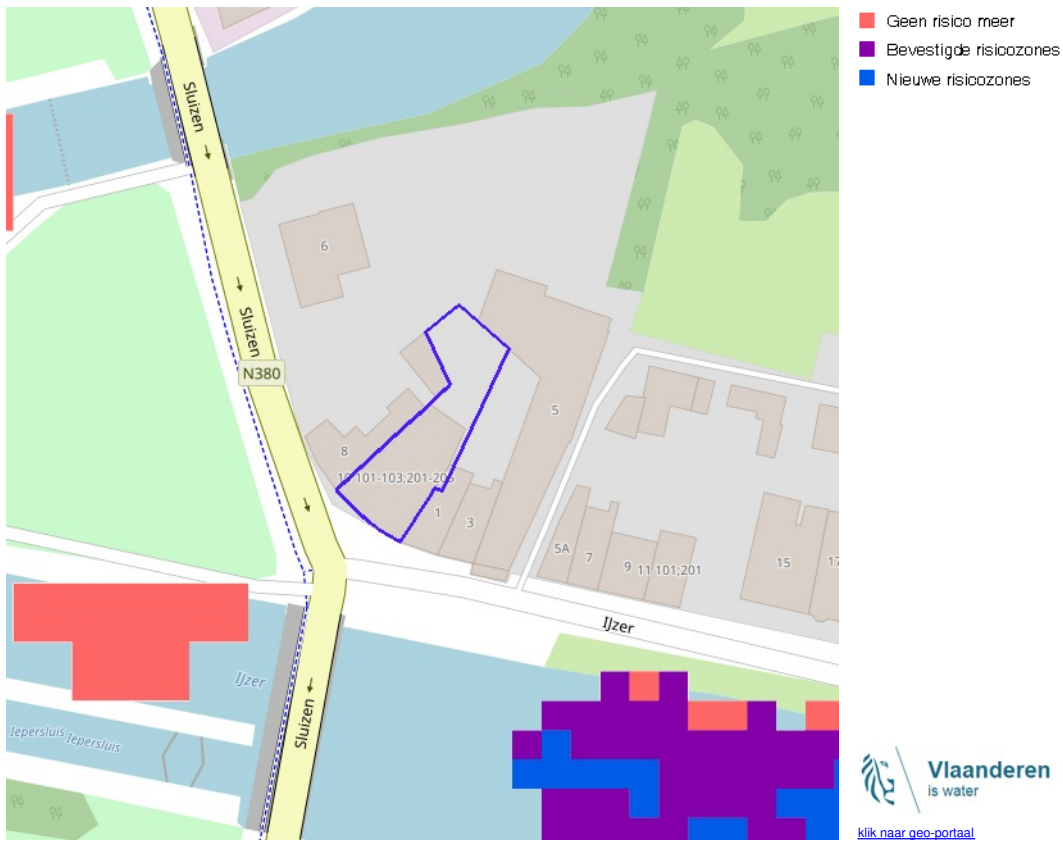 Geen risico meer
Bevestigde risicozones
Nieuwe risicozones
Sluizen
6
Sluizen
N380
5
8
101-103;201-203
1
3
5A
7
9
11 101;201
15
17
IJzer
IJzer
Iepersluis
Iepersluis
Sluizen
Vlaanderen
is water
klik naar geo-portaal